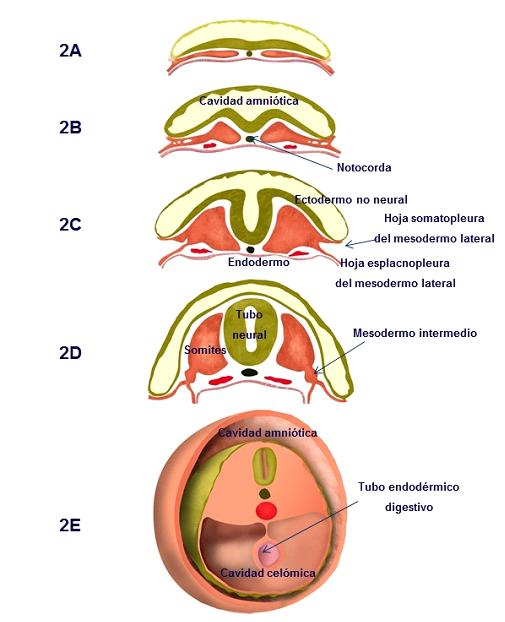 2A
Cavidad amniótica
2B
Notocorda
Ectodermo no neural
2C
Hoja somatopleura
del mesodermo lateral
Endodermo
Hoja esplacnopleura
del mesodermo lateral
Tubo
neural
Mesodermo intermedio
Somites
2D
Cavidad amniótica
Tubo endodérmico
digestivo
2E
Cavidad celómica